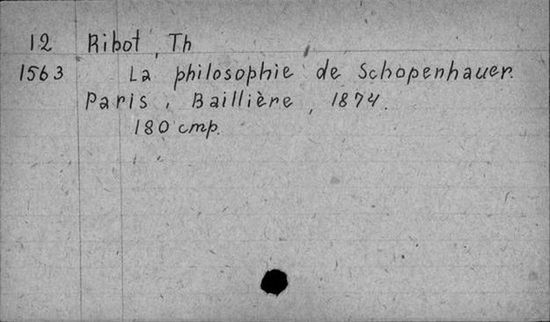 12 Ribot, Th
1563 La philosophie de Schopenhauer.
Paris, Baillière, 1874.
180 стр.